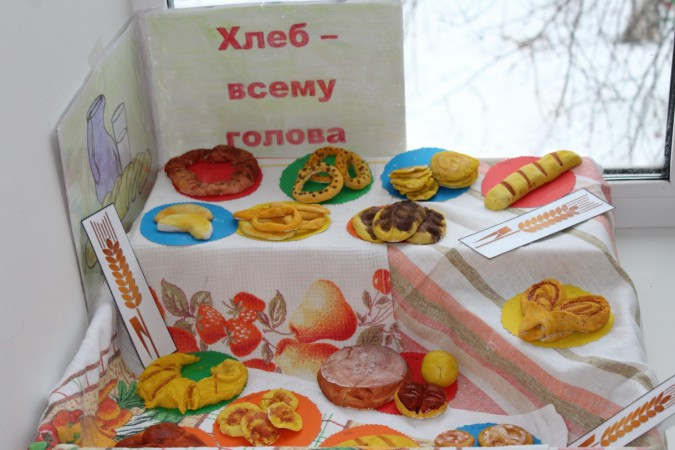 Хлеб –
всему
голова